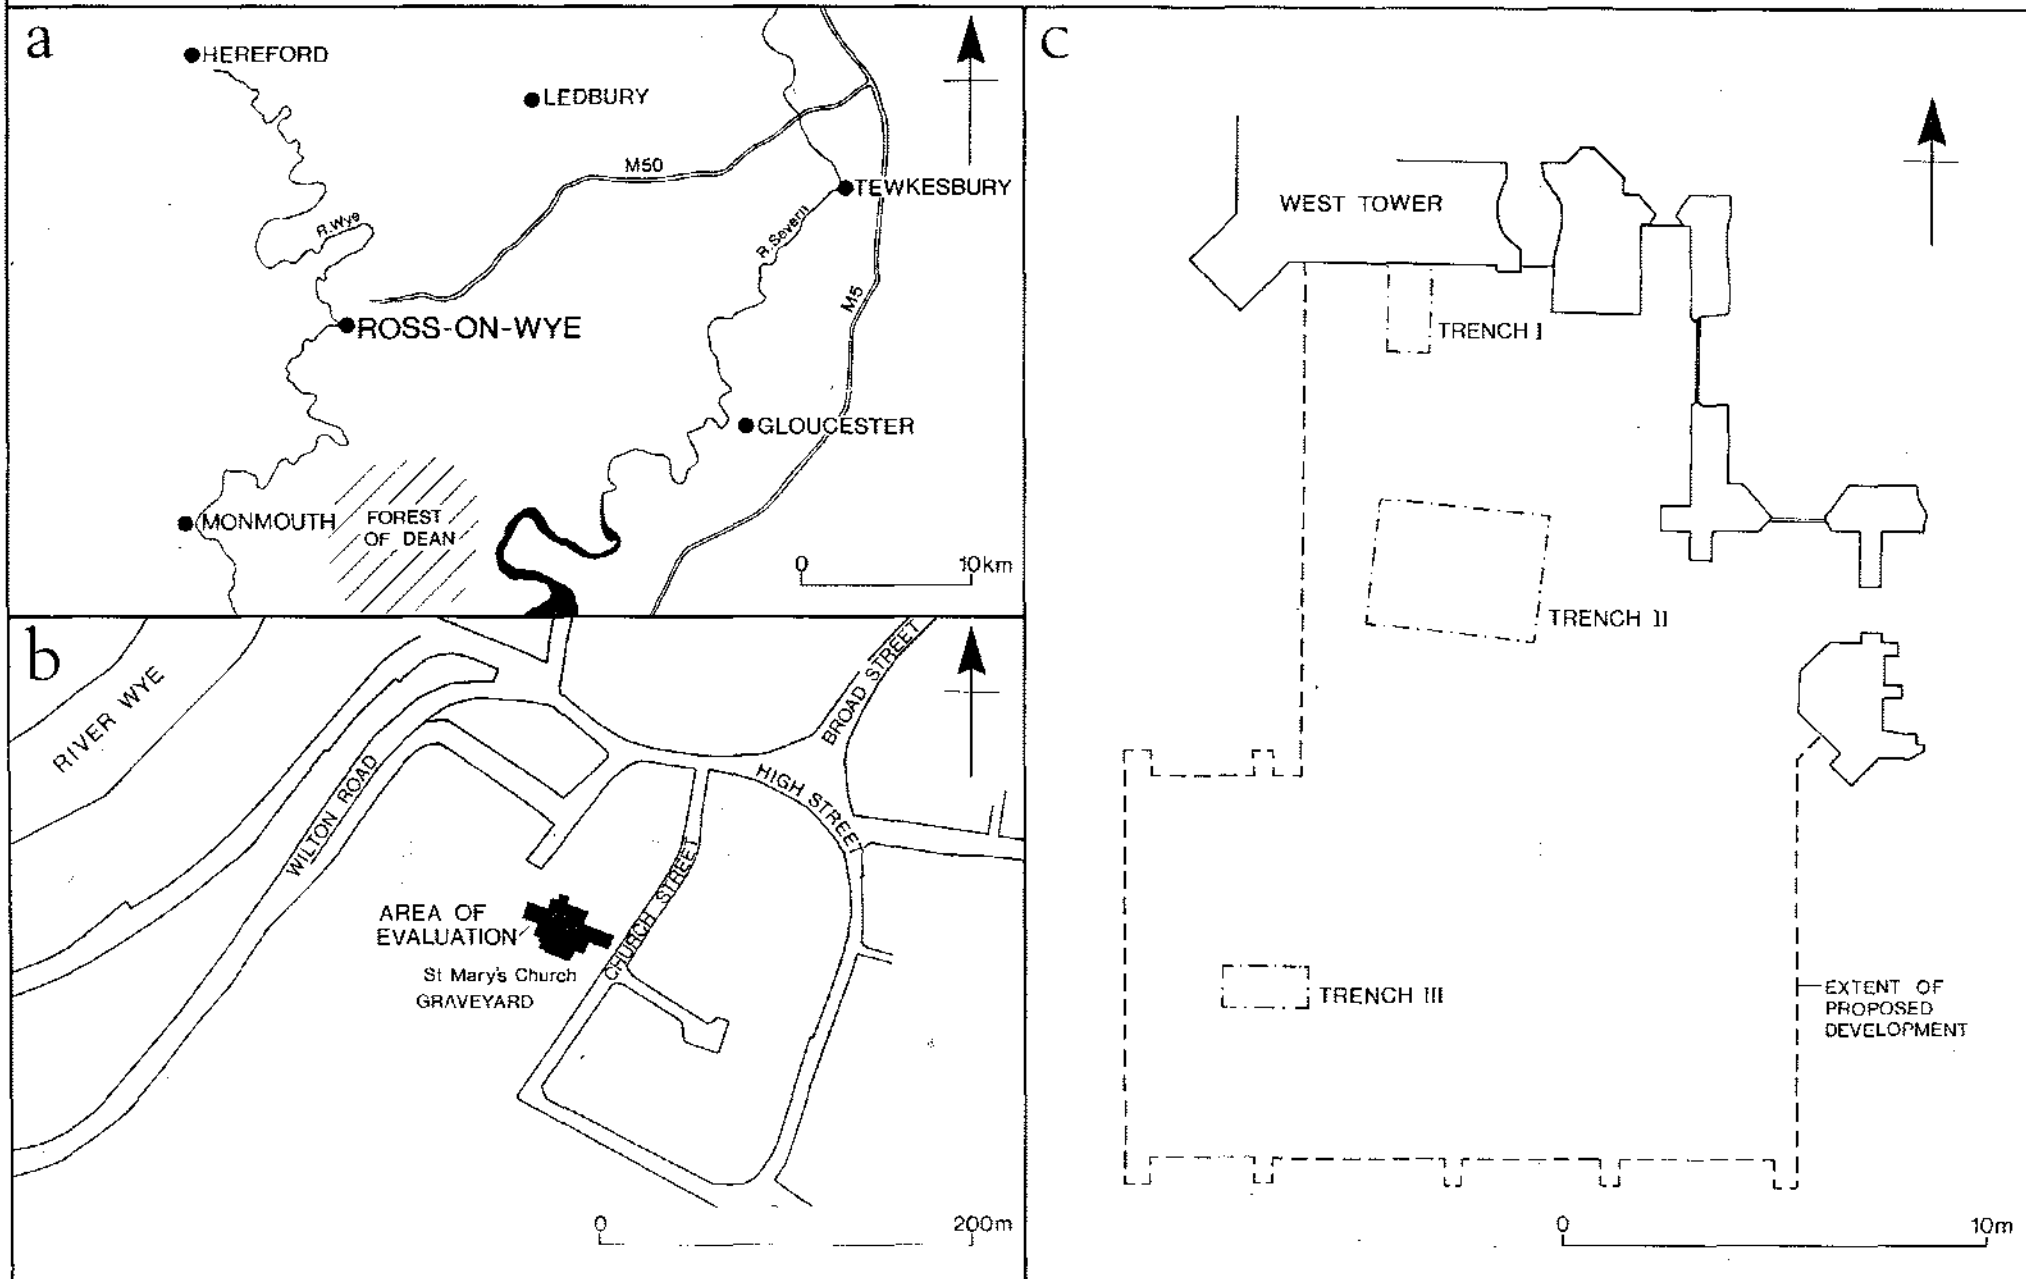 a
HEREFORD
LEDBURY
M50
TEWKESBURY
R.Wye
R.Severn
M5
ROSS-ON-WYE
GLOUCESTER
MONMOUTH
FOREST
OF DEAN
0 10km
b
RIVER WYE
WILTON ROAD
BROAD STREET
HIGH STREET
CHURCH STREET
AREA OF
EVALUATION
St Mary's Church
GRAVEYARD
0 200m
c
WEST TOWER
TRENCH I
TRENCH II
TRENCH III
EXTENT OF
PROPOSED
DEVELOPMENT
0 10m